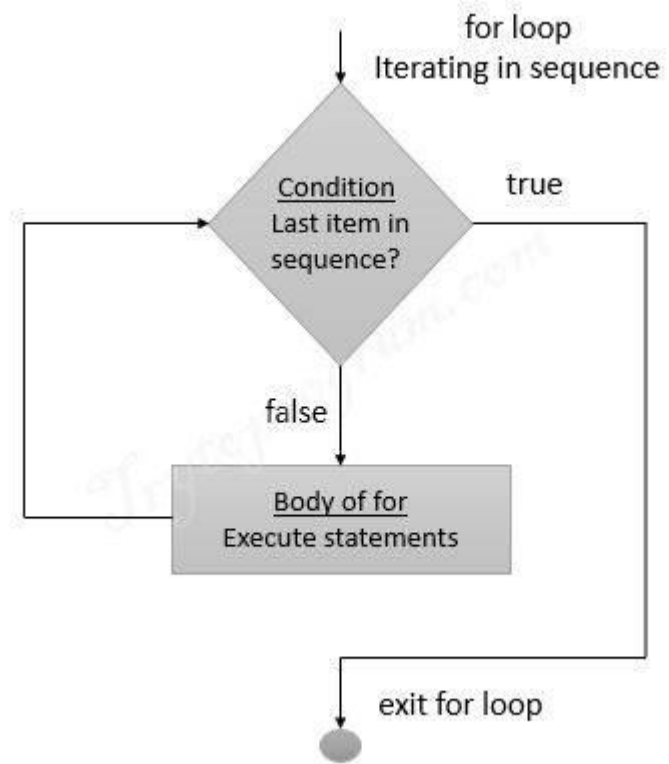 for loop
Iterating in sequence
Condition
Last item in
sequence?
true
false
Body of for
Execute statements
exit for loop